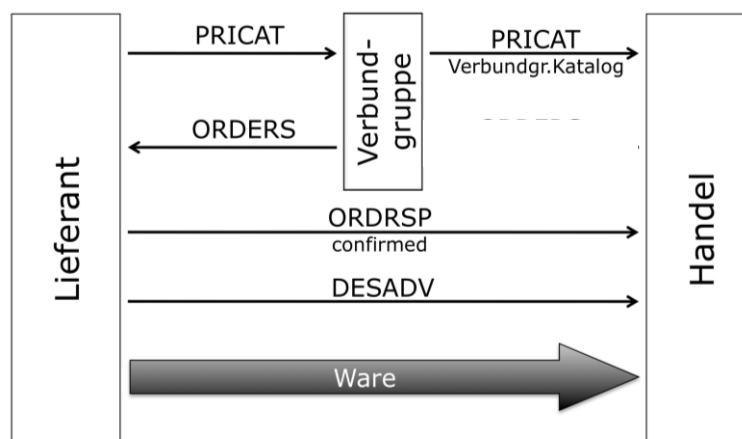 PRICAT
Verbund-
gruppe
PRICAT
Verbundgr.Katalog
ORDERS
Lieferant
Handel
ORDRSP
confirmed
DESADV
Ware